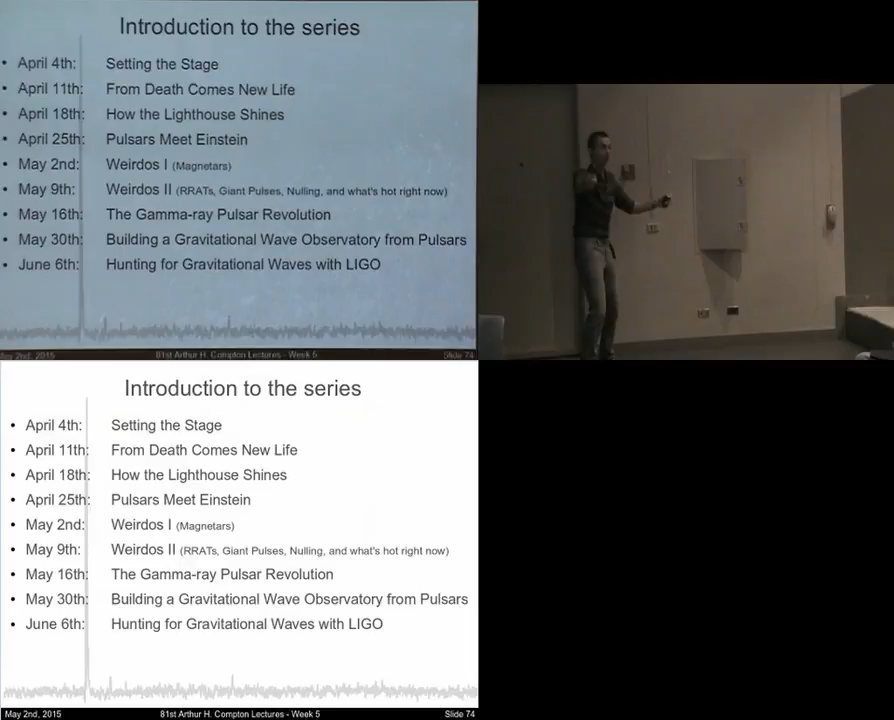 Introduction to the series
• April 4th: Setting the Stage
• April 11th: From Death Comes New Life
• April 18th: How the Lighthouse Shines
• April 25th: Pulsars Meet Einstein
• May 2nd: Weirdos I (Magnetars)
• May 9th: Weirdos II (RRATs, Giant Pulses, Nulling, and what's hot right now)
• May 16th: The Gamma-ray Pulsar Revolution
• May 30th: Building a Gravitational Wave Observatory from Pulsars
• June 6th: Hunting for Gravitational Waves with LIGO
May 2nd, 2015 81st Arthur H. Compton Lectures - Week 5 Slide 74
Introduction to the series
• April 4th: Setting the Stage
• April 11th: From Death Comes New Life
• April 18th: How the Lighthouse Shines
• April 25th: Pulsars Meet Einstein
• May 2nd: Weirdos I (Magnetars)
• May 9th: Weirdos II (RRATs, Giant Pulses, Nulling, and what's hot right now)
• May 16th: The Gamma-ray Pulsar Revolution
• May 30th: Building a Gravitational Wave Observatory from Pulsars
• June 6th: Hunting for Gravitational Waves with LIGO
May 2nd, 2015 81st Arthur H. Compton Lectures - Week 5 Slide 74